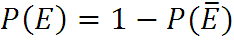 P(E) = 1 − P(Ē)